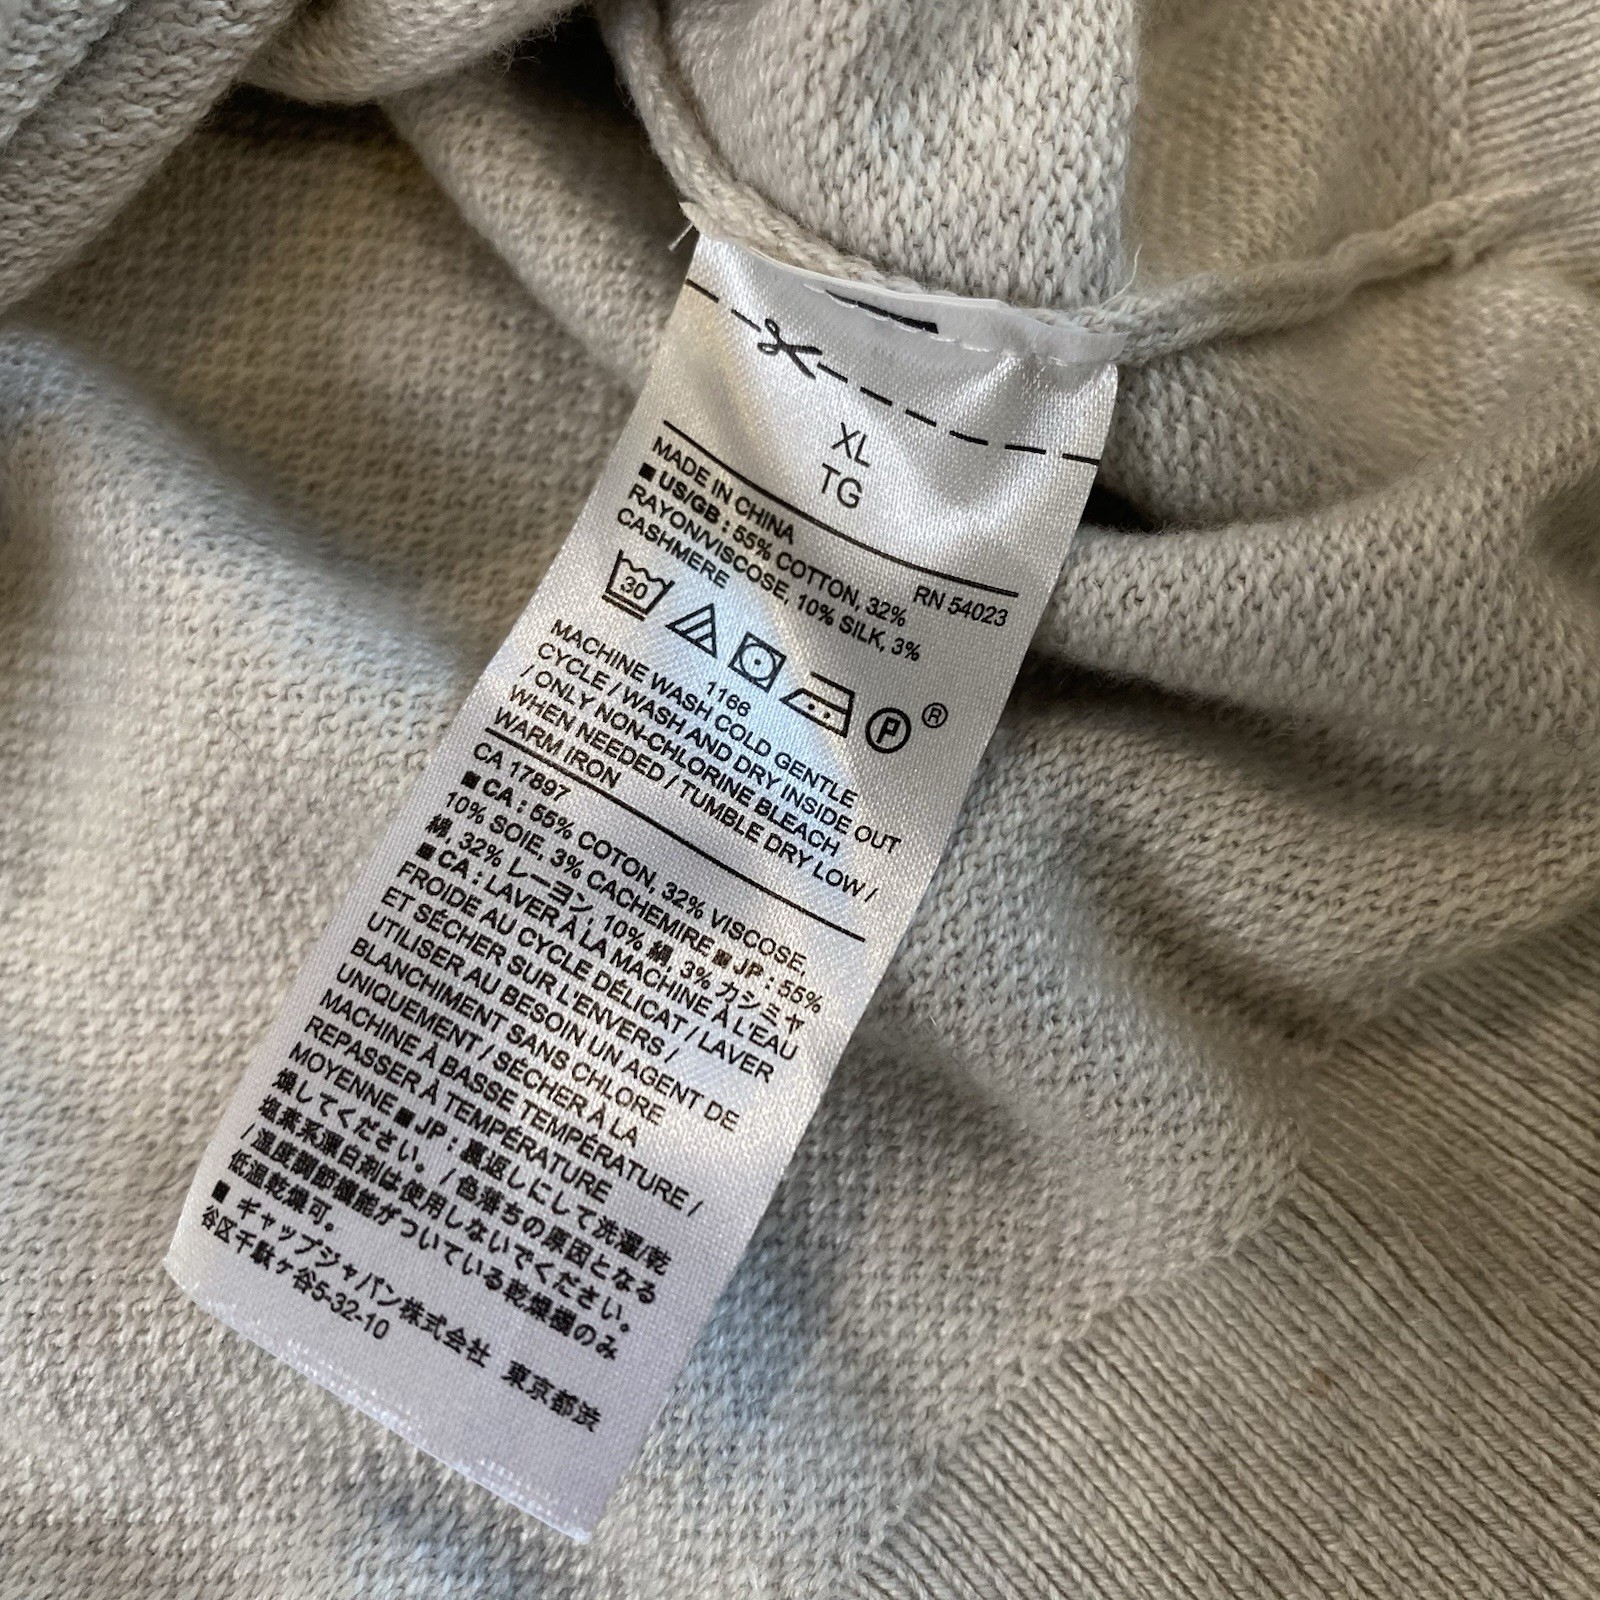 XL
TG
MADE IN CHINA
RN 54023
■ US/GB : 55% COTTON, 32%
RAYON/VISCOSE, 10% SILK, 3%
CASHMERE
30
P ®
1166
MACHINE WASH COLD GENTLE
CYCLE / WASH AND DRY INSIDE OUT
/ ONLY NON-CHLORINE BLEACH
WHEN NEEDED / TUMBLE DRY LOW /
WARM IRON
CA 17897
■ CA : 55% COTON, 32% VISCOSE,
10% SOIE, 3% CACHEMIRE ■ JP : 55%
綿, 32% レーヨン, 10% 絹, 3% カシミヤ
■ CA : LAVER À LA MACHINE À L'EAU
FROIDE AU CYCLE DÉLICAT / LAVER
ET SÉCHER SUR L'ENVERS /
UTILISER AU BESOIN UN AGENT DE
BLANCHIMENT SANS CHLORE
UNIQUEMENT / SÉCHER À LA
MACHINE À BASSE TEMPÉRATURE /
REPASSER À TEMPÉRATURE
MOYENNE ■ JP : 裏返しにして洗濯/乾
燥してください。 / 色落ちの原因となる
塩素系漂白剤は使用しないでください。
/ 湿度調節機能がついている乾燥機のみ
低温乾燥可。
■ ギャップジャパン株式会社 東京都渋
谷区千駄ヶ谷5-32-10